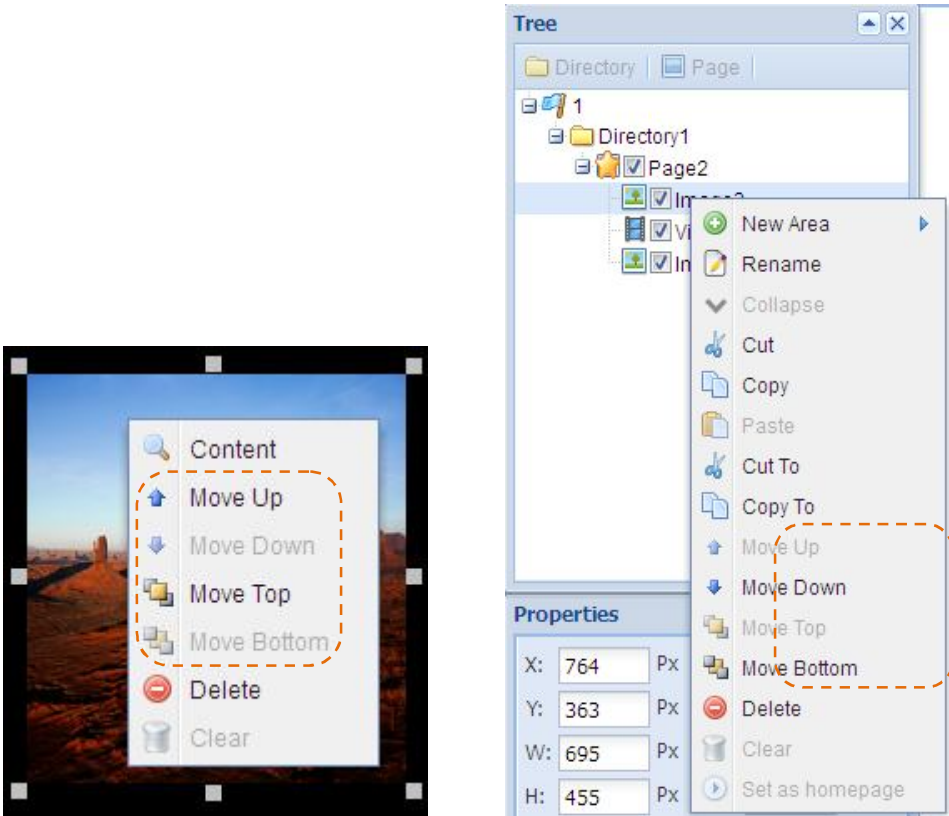 Content
Move Up
Move Down
Move Top
Move Bottom
Delete
Clear
Tree
Directory Page
1
Directory1
Page2
New Area
Rename
Collapse
Cut
Copy
Paste
Cut To
Copy To
Move Up
Move Down
Move Top
Move Bottom
Delete
Clear
Set as homepage
Properties
X: 764 Px
Y: 363 Px
W: 695 Px
H: 455 Px